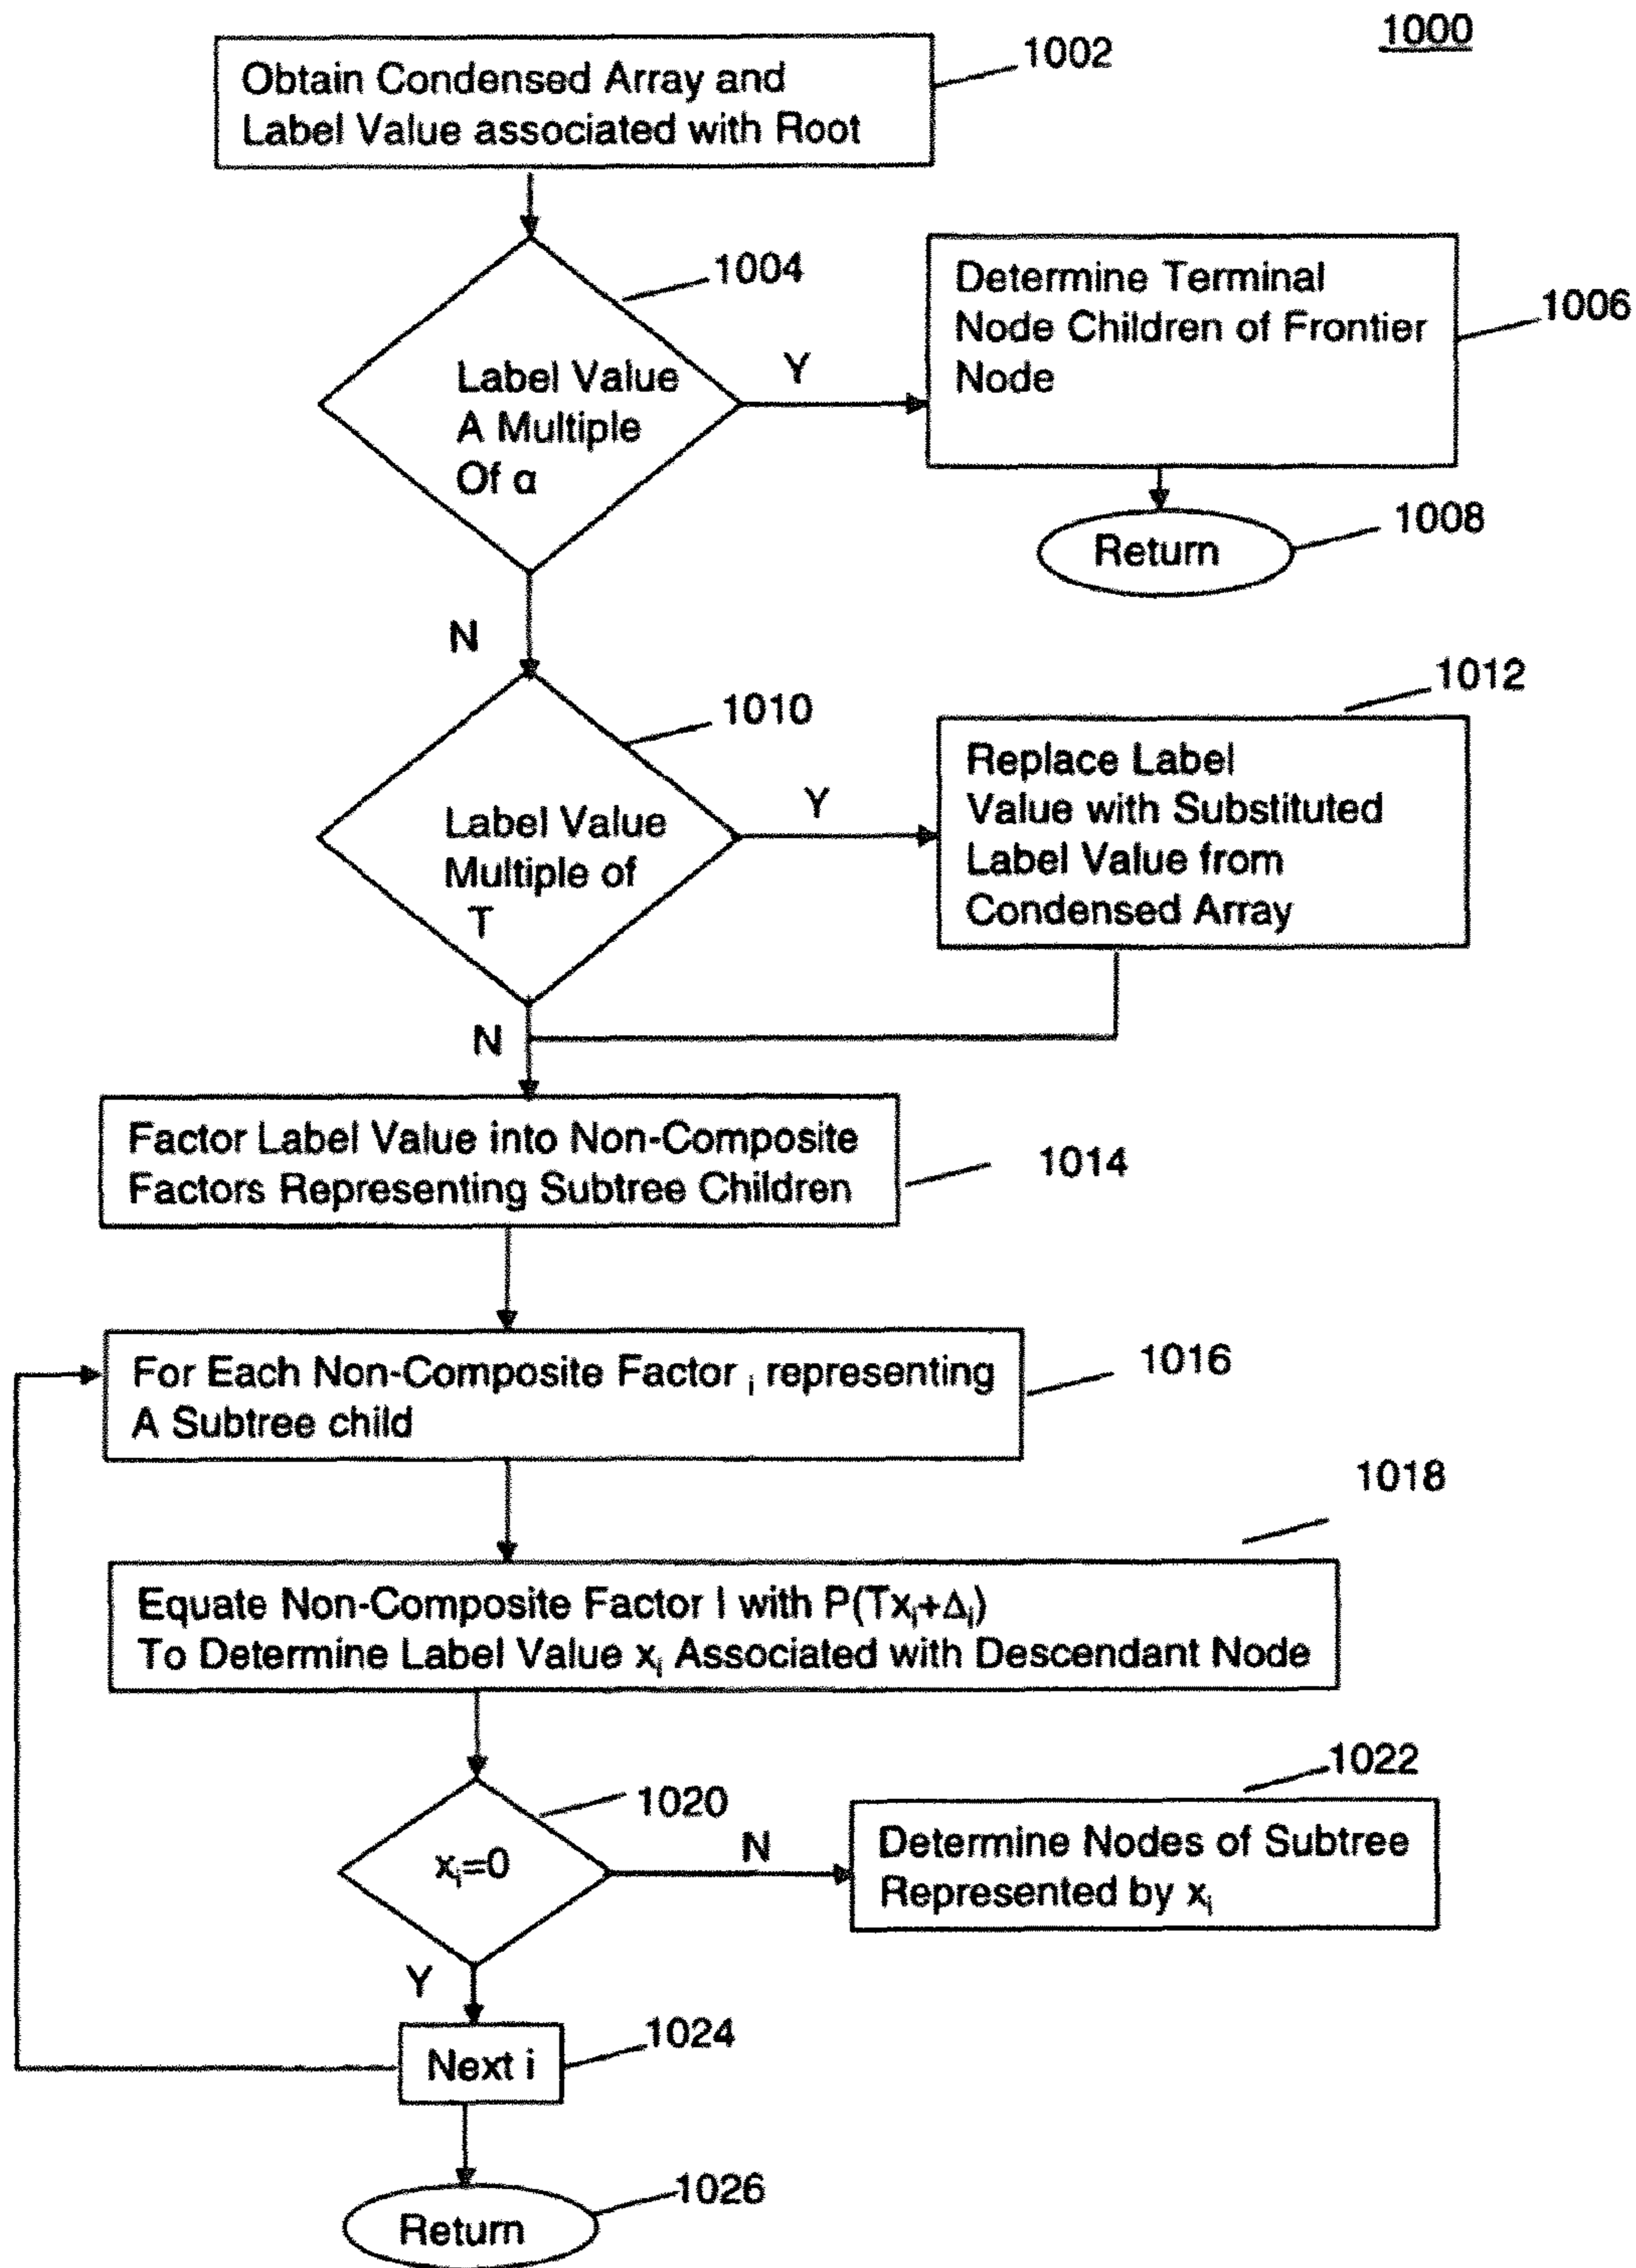 1000
Obtain Condensed Array and
Label Value associated with Root
1002
1004
Label Value
A Multiple
Of α
Y
Determine Terminal
Node Children of Frontier
Node
1006
Return
1008
N
1010
Label Value
Multiple of
T
Y
1012
Replace Label
Value with Substituted
Label Value from
Condensed Array
N
Factor Label Value into Non-Composite
Factors Representing Subtree Children
1014
For Each Non-Composite Factor i representing
A Subtree child
1016
1018
Equate Non-Composite Factor I with P(Txi+Δi)
To Determine Label Value xi Associated with Descendant Node
1020
xi=0
N
1022
Determine Nodes of Subtree
Represented by xi
Y
Next i
1024
Return
1026